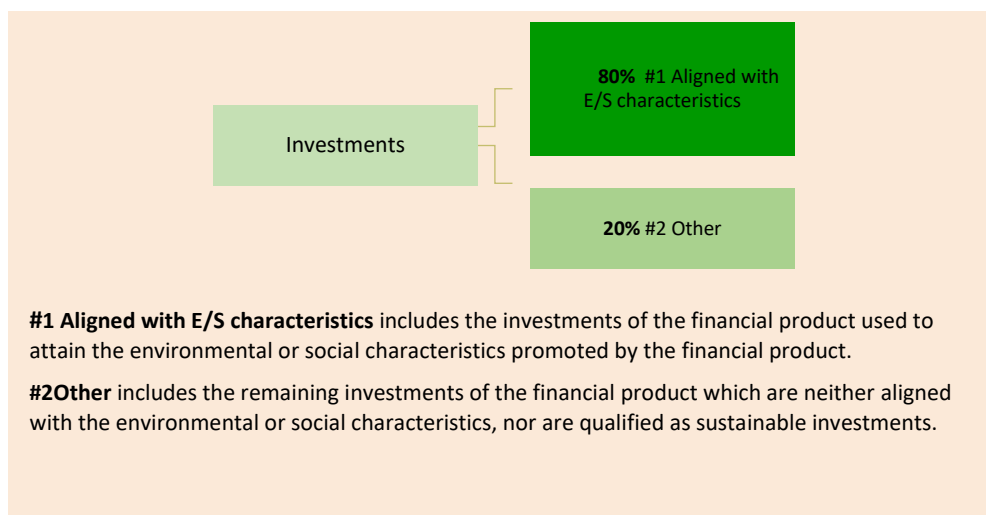 80% #1 Aligned with
E/S characteristics
Investments
20% #2 Other
#1 Aligned with E/S characteristics includes the investments of the financial product used to
attain the environmental or social characteristics promoted by the financial product.
#2Other includes the remaining investments of the financial product which are neither aligned
with the environmental or social characteristics, nor are qualified as sustainable investments.